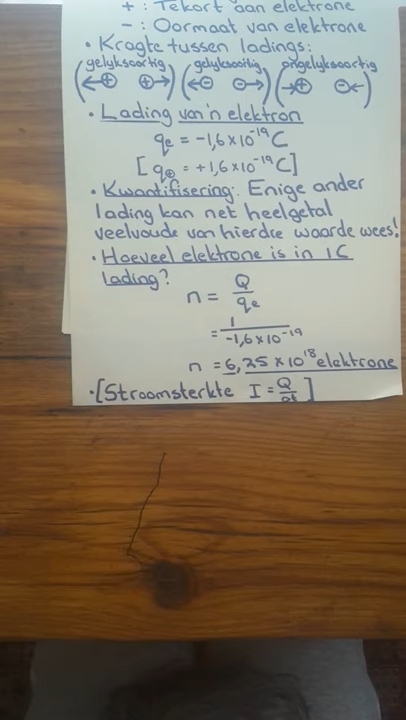 + : Tekort aan elektrone
- : Oormaat van elektrone
• Kragte tussen ladings:
gelyksoortig gelyksoortig ongelyksoortig
(←⊕ ⊕→) (←⊖ ⊖→) (→⊕ ⊖←)
• Lading van 'n elektron
qe = -1,6 x 10^-19 C
[q⊕ = +1,6 x 10^-19 C]
• Kwantifisering: Enige ander
lading kan net heelgetal
veelvoude van hierdie waarde wees!
• Hoeveel elektrone is in 1C
lading?
n = Q/qe
= 1/(-1,6 x 10^-19)
n = 6,25 x 10^18 elektrone
• [Stroomsterkte I = Q/Δt]